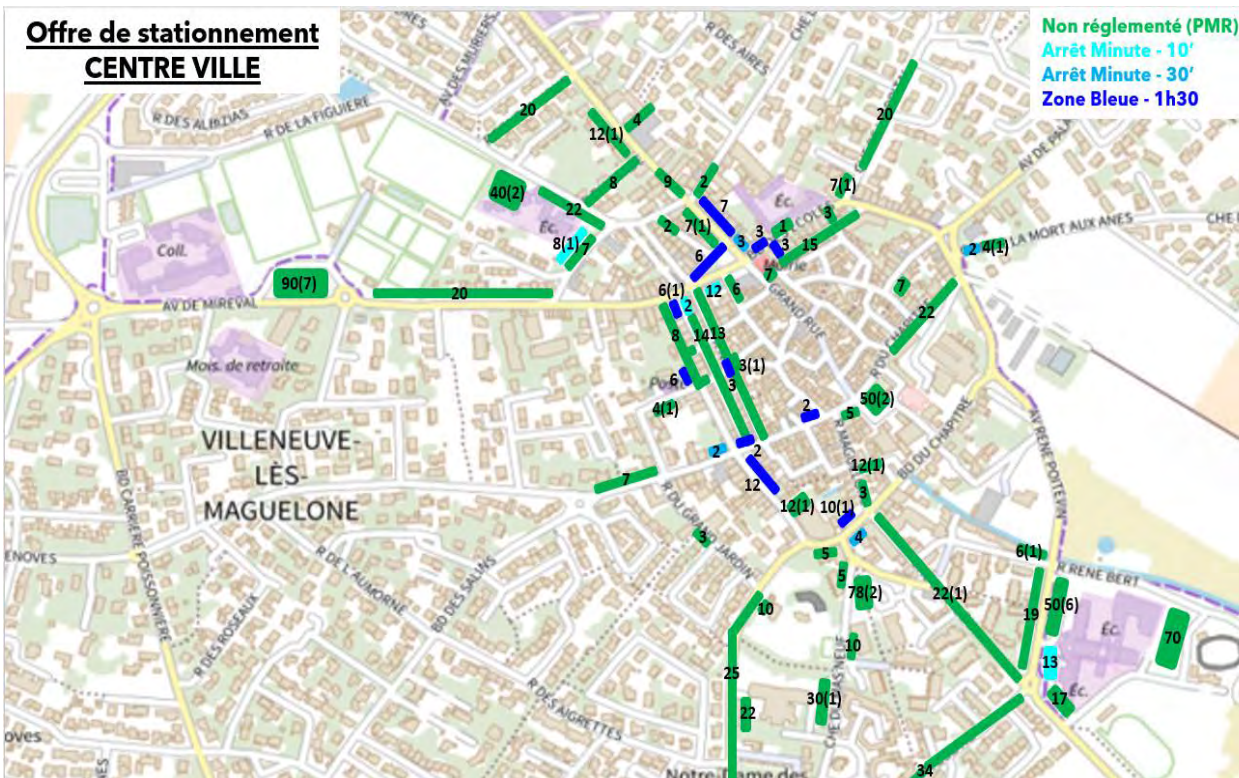 Offre de stationnement
CENTRE VILLE
Non réglementé (PMR)
Arrêt Minute - 10'
Arrêt Minute - 30'
Zone Bleue - 1h30
R DES AIRES
R DE LA FIGUIERE
AV DES MURIERS
20
12(1)
4
20
40(2)
22
8
9
2
7
7(1)
3
8(1)
7
Éc.
Éc.
2
7(1)
3
3
3
1
15
7
Mairie
6
Coll.
90(7)
AV DE MIREVAL
20
LA MORT AUX ANES
CHE
2
4(1)
6(1)
2
12
6
GRAND RUE
7
22
8
14
13
Mais. de retraite
6
3(1)
3
4(1)
2
5
50(2)
VILLENEUVE-
LÈS-
MAGUELONE
2
2
7
12
12(1)
12(1)
3
10(1)
4
BD DU CHAPITRE
AV RENE POITEVIN
R DU GRAND JARDIN
3
5
5
78(2)
22(1)
6(1)
R RENE BERT
19
50(6)
Éc.
70
13
Éc.
17
ENOVES
BD CARRIERE POISSONNIERE
R DES ROSEAUX
R DE L'AUMORNE
BD DES SALINS
R DES AIGRETTES
10
25
22
10
30(1)
34
oves
Notre-Dame des